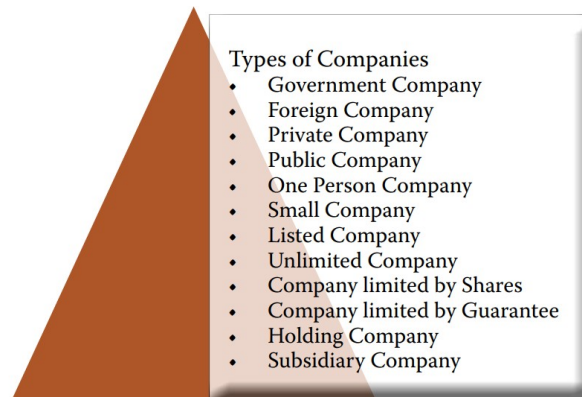 Types of Companies
• Government Company
• Foreign Company
• Private Company
• Public Company
• One Person Company
• Small Company
• Listed Company
• Unlimited Company
• Company limited by Shares
• Company limited by Guarantee
• Holding Company
• Subsidiary Company